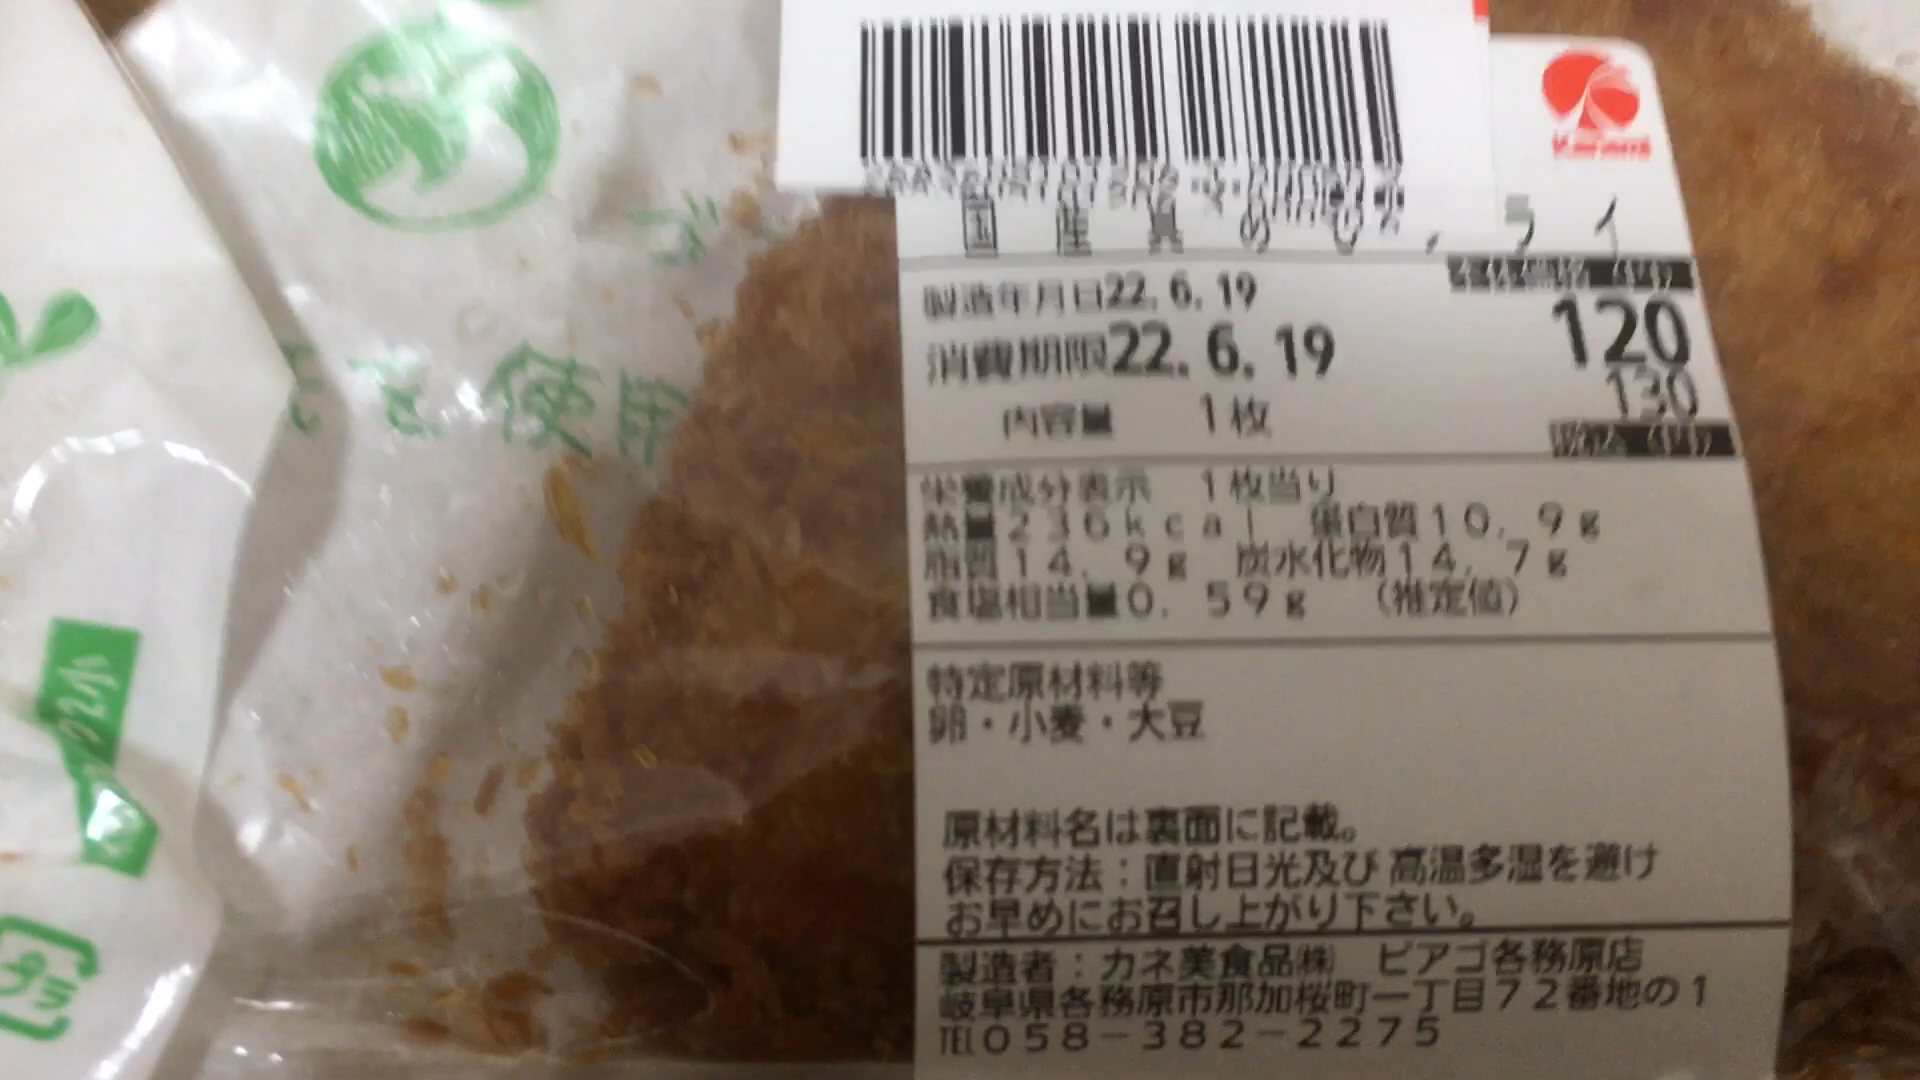 Kanemi
国産真あじフライ
製造年月日22.6.19
消費期限22.6.19
120
130
内容量 1枚
栄養成分表示 1枚当り
熱量236kcal 蛋白質10.9g
脂質14.9g 炭水化物14.7g
食塩相当量0.59g (推定値)
特定原材料等
卵・小麦・大豆
原材料名は裏面に記載。
保存方法:直射日光及び高温多湿を避け
お早めにお召し上がり下さい。
製造者:カネ美食品㈱ ピアゴ各務原店
岐阜県各務原市那加桜町一丁目72番地の1
TEL058-382-2275
を使用
プラ